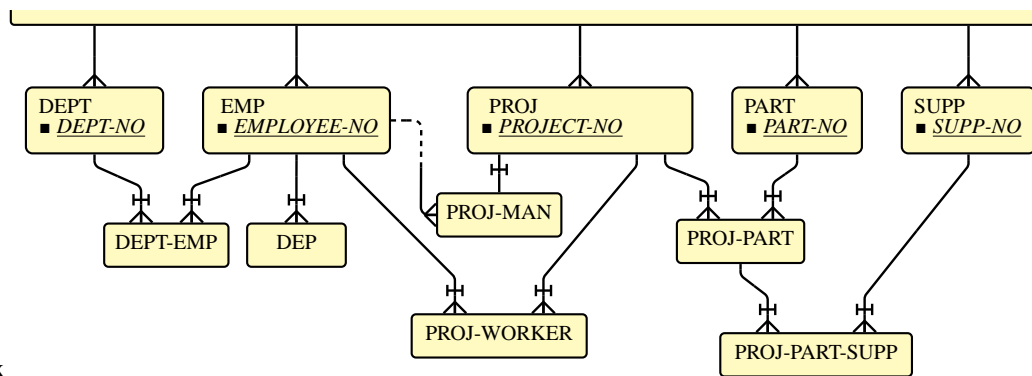 DEPT
■ DEPT-NO
EMP
■ EMPLOYEE-NO
PROJ
■ PROJECT-NO
PART
■ PART-NO
SUPP
■ SUPP-NO
DEPT-EMP
DEP
PROJ-MAN
PROJ-PART
PROJ-WORKER
PROJ-PART-SUPP